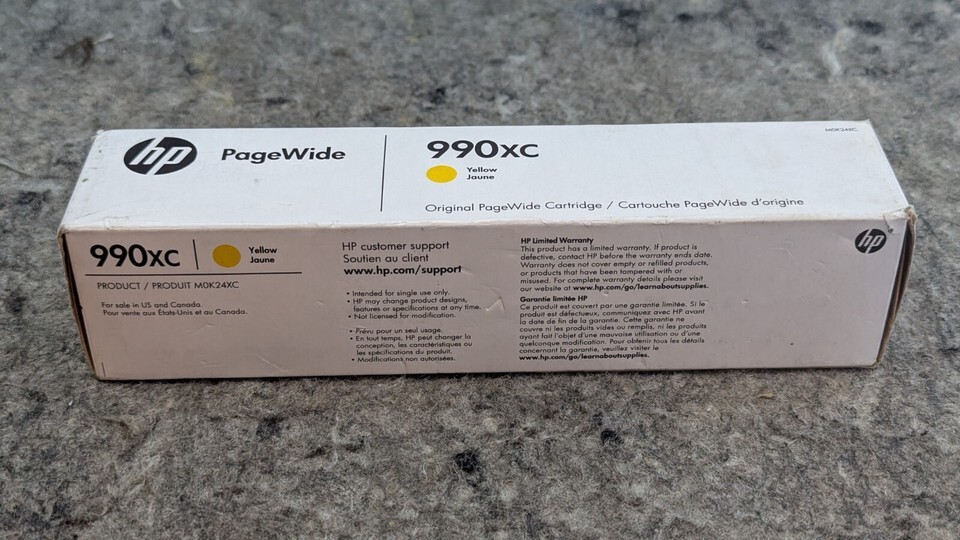 hp
PageWide
990XC
Yellow
Jaune
M0K24XC
Original PageWide Cartridge / Cartouche PageWide d'origine
990XC
Yellow
Jaune
PRODUCT / PRODUIT M0K24XC
For sale in US and Canada.
Pour vente aux États-Unis et au Canada.
HP customer support
Soutien au client
www.hp.com/support
• Intended for single use only.
• HP may change product designs,
features or specifications at any time.
• Not licensed for modification.
• Prévu pour un seul usage.
• En tout temps, HP peut changer la
conception, les caractéristiques ou
les spécifications du produit.
• Modifications non autorisées.
HP Limited Warranty
This product has a limited warranty. If product is
defective, contact HP before the warranty ends date.
Warranty does not cover empty or refilled products,
or products that have been tampered with or
misused. For complete warranty details please visit
our website at www.hp.com/go/learnaboutsupplies.
Garantie limitée HP
Ce produit est couvert par une garantie limitée. Si le
produit est défectueux, communiquez avec HP avant
la date de fin de la garantie. Cette garantie ne
couvre ni les produits vides ou remplis, ni les produits
ayant fait l'objet d'une mauvaise utilisation ou d'une
quelconque modification. Pour obtenir tous les détails
concernant la garantie, veuillez visiter le
www.hp.com/go/learnaboutsupplies.
hp